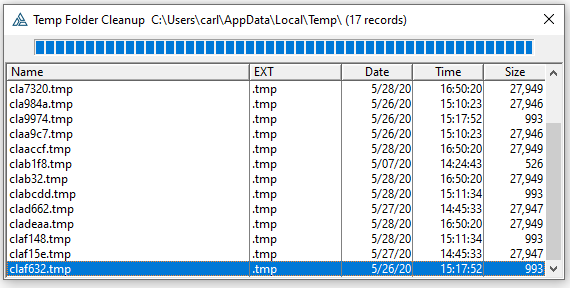 Temp Folder Cleanup C:\Users\carl\AppData\Local\Temp\ (17 records)
Name EXT Date Time Size
cla7320.tmp .tmp 5/28/20 16:50:20 27,949
cla984a.tmp .tmp 5/26/20 15:10:23 27,946
cla9974.tmp .tmp 5/26/20 15:17:52 993
claa9c7.tmp .tmp 5/26/20 15:10:23 27,946
claaccf.tmp .tmp 5/28/20 16:50:20 27,949
clab1f8.tmp .tmp 5/07/20 14:24:43 526
clab32.tmp .tmp 5/28/20 16:50:20 27,949
clabcdd.tmp .tmp 5/26/20 15:11:34 993
clad662.tmp .tmp 5/27/20 14:45:33 27,947
cladeaa.tmp .tmp 5/28/20 16:50:20 27,949
claf148.tmp .tmp 5/26/20 15:11:34 993
claf15e.tmp .tmp 5/27/20 14:45:33 27,947
claf632.tmp .tmp 5/26/20 15:17:52 993